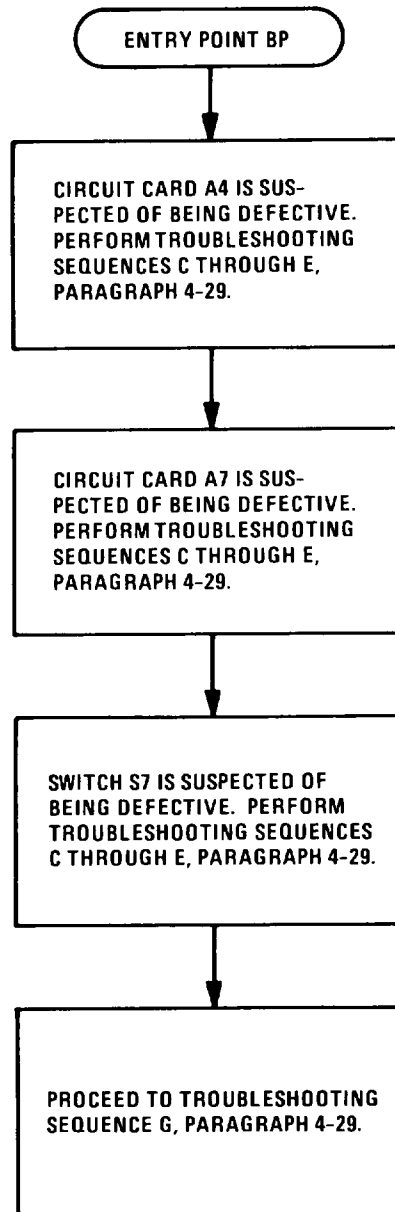 ENTRY POINT BP
CIRCUIT CARD A4 IS SUS-
PECTED OF BEING DEFECTIVE.
PERFORM TROUBLESHOOTING
SEQUENCES C THROUGH E,
PARAGRAPH 4-29.
CIRCUIT CARD A7 IS SUS-
PECTED OF BEING DEFECTIVE.
PERFORM TROUBLESHOOTING
SEQUENCES C THROUGH E,
PARAGRAPH 4-29.
SWITCH S7 IS SUSPECTED OF
BEING DEFECTIVE. PERFORM
TROUBLESHOOTING SEQUENCES
C THROUGH E, PARAGRAPH 4-29.
PROCEED TO TROUBLESHOOTING
SEQUENCE G, PARAGRAPH 4-29.